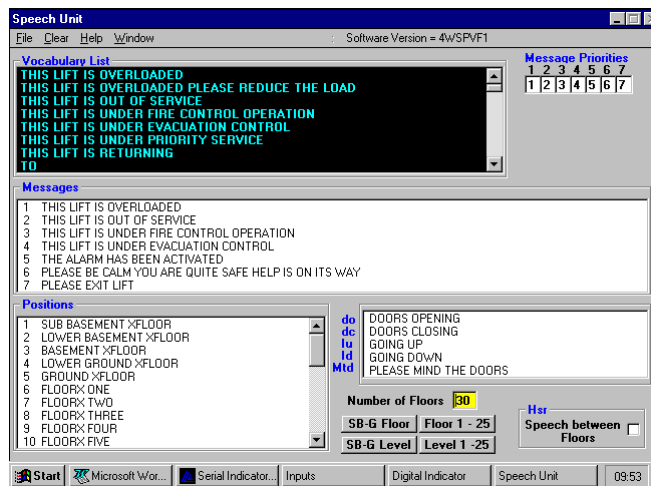 Speech Unit
File Clear Help Window : Software Version = 4WSPVF1
Vocabulary List
THIS LIFT IS OVERLOADED
THIS LIFT IS OVERLOADED PLEASE REDUCE THE LOAD
THIS LIFT IS OUT OF SERVICE
THIS LIFT IS UNDER FIRE CONTROL OPERATION
THIS LIFT IS UNDER EVACUATION CONTROL
THIS LIFT IS UNDER PRIORITY SERVICE
THIS LIFT IS RETURNING
TO
Message Priorities
1 2 3 4 5 6 7
1 2 3 4 5 6 7
Messages
1 THIS LIFT IS OVERLOADED
2 THIS LIFT IS OUT OF SERVICE
3 THIS LIFT IS UNDER FIRE CONTROL OPERATION
4 THIS LIFT IS UNDER EVACUATION CONTROL
5 THE ALARM HAS BEEN ACTIVATED
6 PLEASE BE CALM YOU ARE QUITE SAFE HELP IS ON ITS WAY
7 PLEASE EXIT LIFT
Positions
1 SUB BASEMENT XFLOOR
2 LOWER BASEMENT XFLOOR
3 BASEMENT XFLOOR
4 LOWER GROUND XFLOOR
5 GROUND XFLOOR
6 FLOORX ONE
7 FLOORX TWO
8 FLOORX THREE
9 FLOORX FOUR
10 FLOORX FIVE
do DOORS OPENING
dc DOORS CLOSING
lu GOING UP
ld GOING DOWN
Mtd PLEASE MIND THE DOORS
Number of Floors 30
SB-G Floor Floor 1 - 25
SB-G Level Level 1 -25
Hsr
Speech between
Floors
Start Microsoft Wor... Serial Indicator... Inputs Digital Indicator Speech Unit 09:53